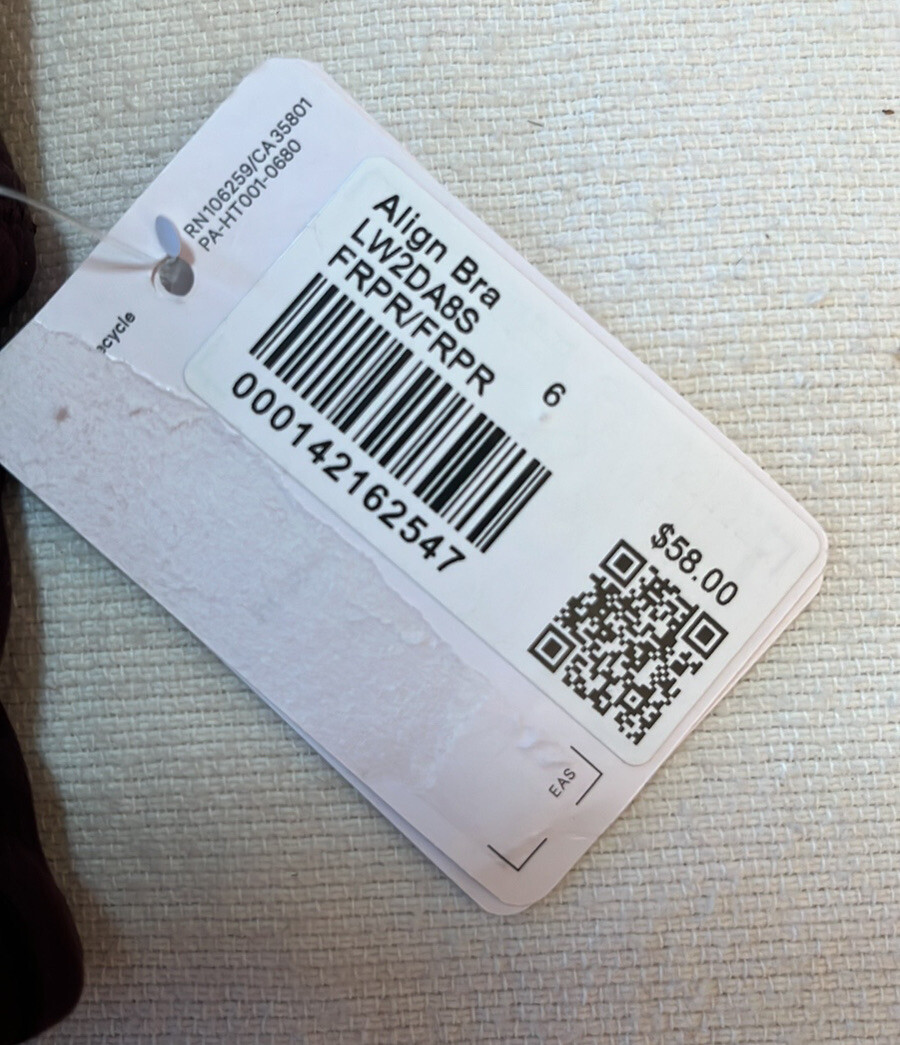 RN106259/CA35801
PA-HT001-0680
Align Bra
LW2DA8S
FRPR/FRPR
6
000142162547
$58.00
EAS